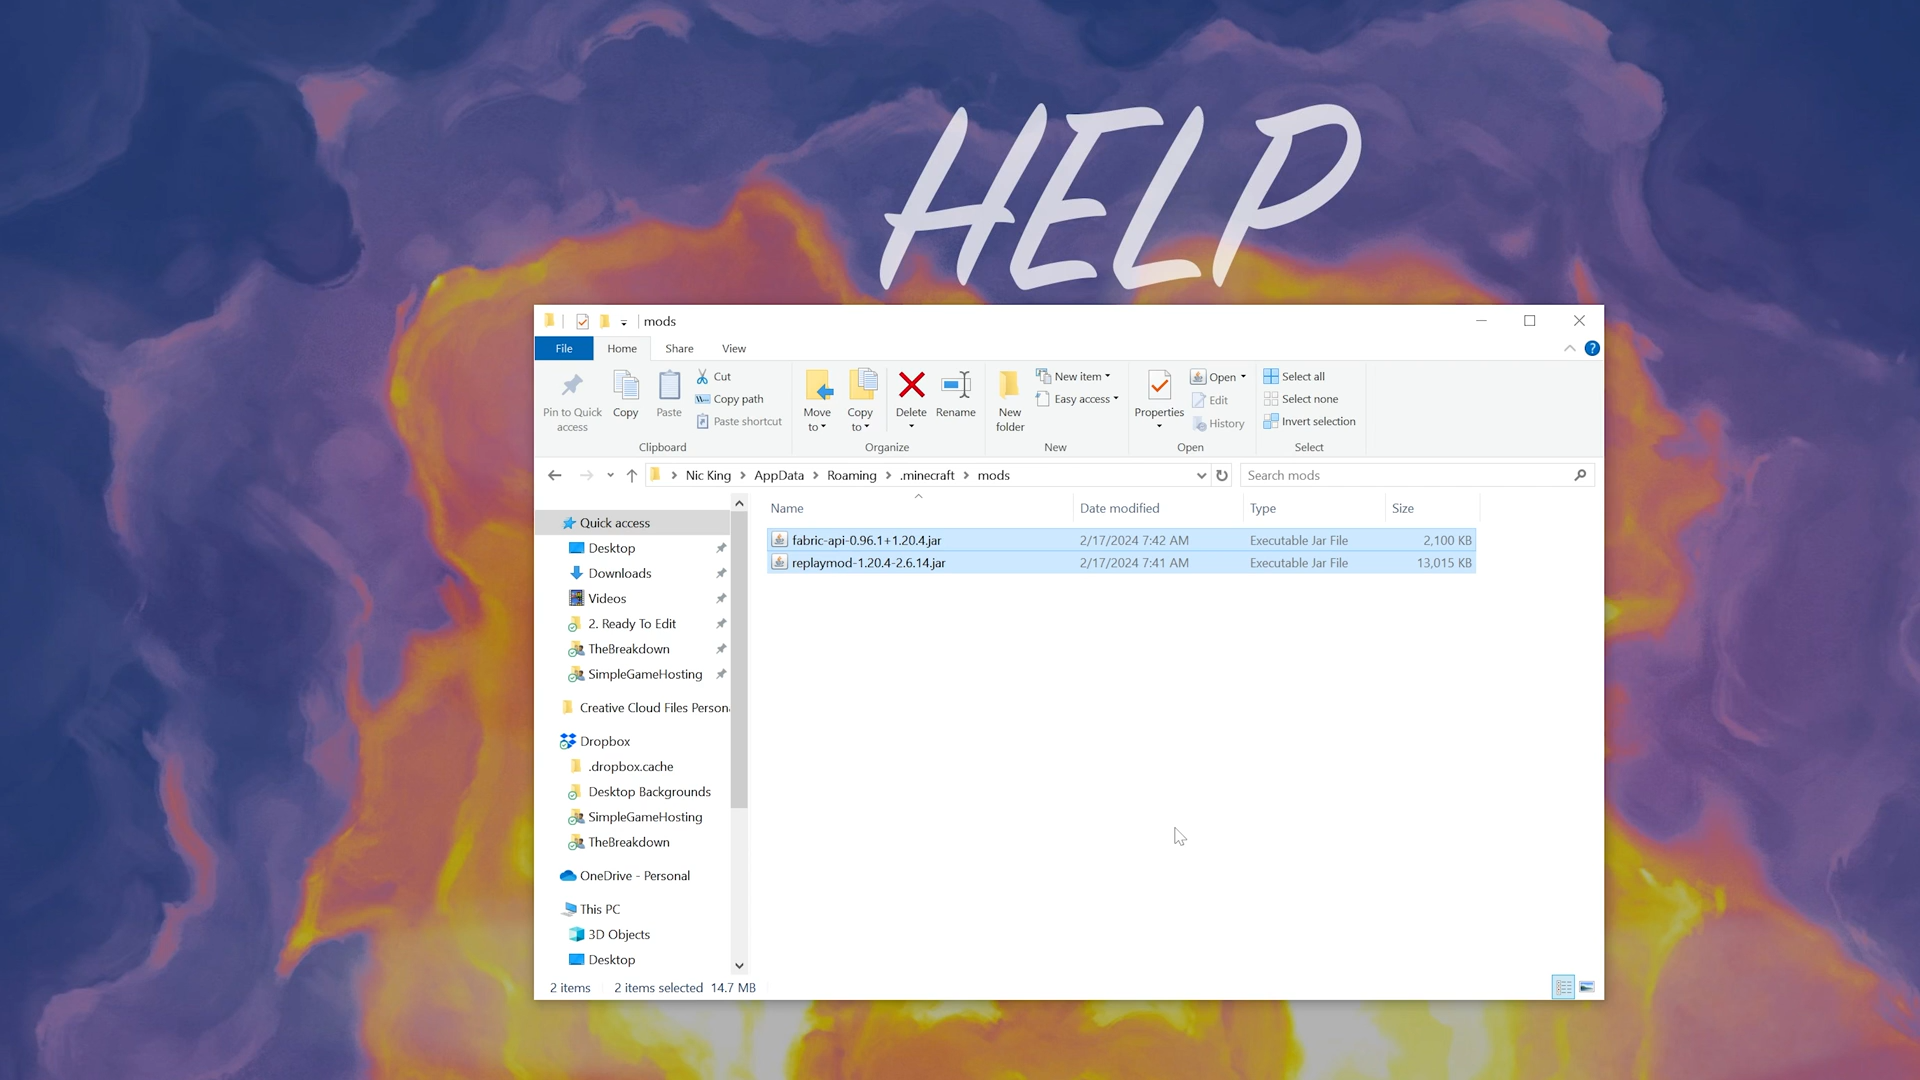 HELP
mods
File
Home
Share
View
Pin to Quick access
Copy
Paste
Cut
Copy path
Paste shortcut
Clipboard
Move to
Copy to
Delete
Rename
Organize
New folder
New item
Easy access
New
Properties
Open
Edit
History
Open
Select all
Select none
Invert selection
Select
Nic King
AppData
Roaming
.minecraft
mods
Search mods
Name
Date modified
Type
Size
fabric-api-0.96.1+1.20.4.jar 2/17/2024 7:42 AM Executable Jar File 2,100 KB
replaymod-1.20.4-2.6.14.jar 2/17/2024 7:41 AM Executable Jar File 13,015 KB
Quick access
Desktop
Downloads
Videos
2. Ready To Edit
TheBreakdown
SimpleGameHosting
Creative Cloud Files Person
Dropbox
.dropbox.cache
Desktop Backgrounds
SimpleGameHosting
TheBreakdown
OneDrive - Personal
This PC
3D Objects
Desktop
2 items
2 items selected 14.7 MB